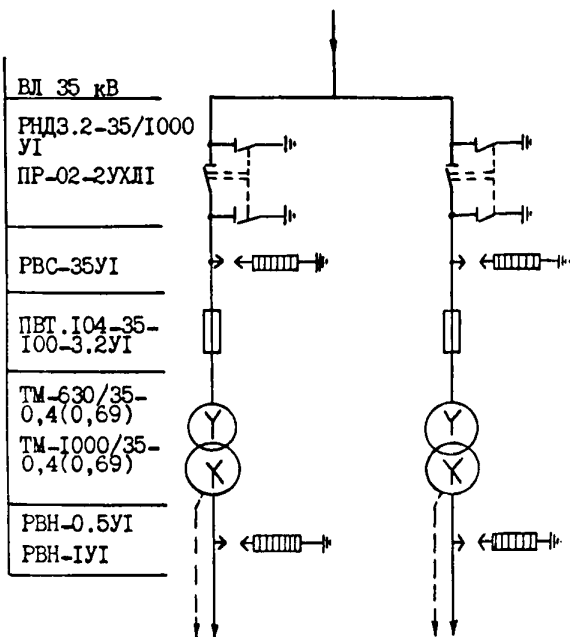 ВЛ 35 кВ
РНДЗ.2-35/I000
УI
ПР-02-2УХЛI
РВС-35УI
ПВТ.I04-35-
I00-3.2УI
ТМ-630/35-
0,4(0,69)
ТМ-I000/35-
0,4(0,69)
РВН-0.5УI
РВН-IУI